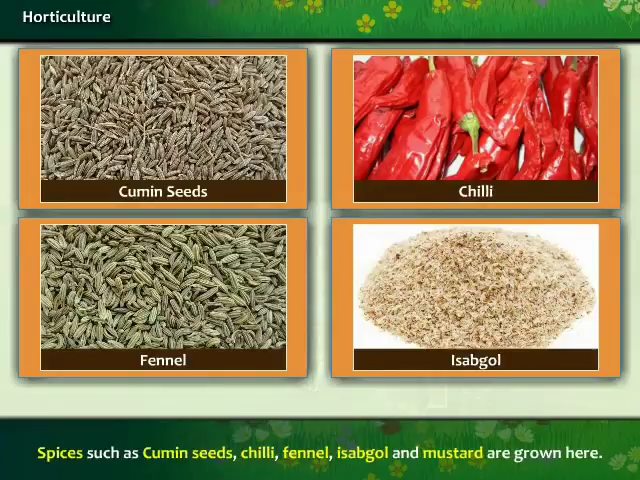 Horticulture
Cumin Seeds
Chilli
Fennel
Isabgol
Spices such as Cumin seeds, chilli, fennel, isabgol and mustard are grown here.